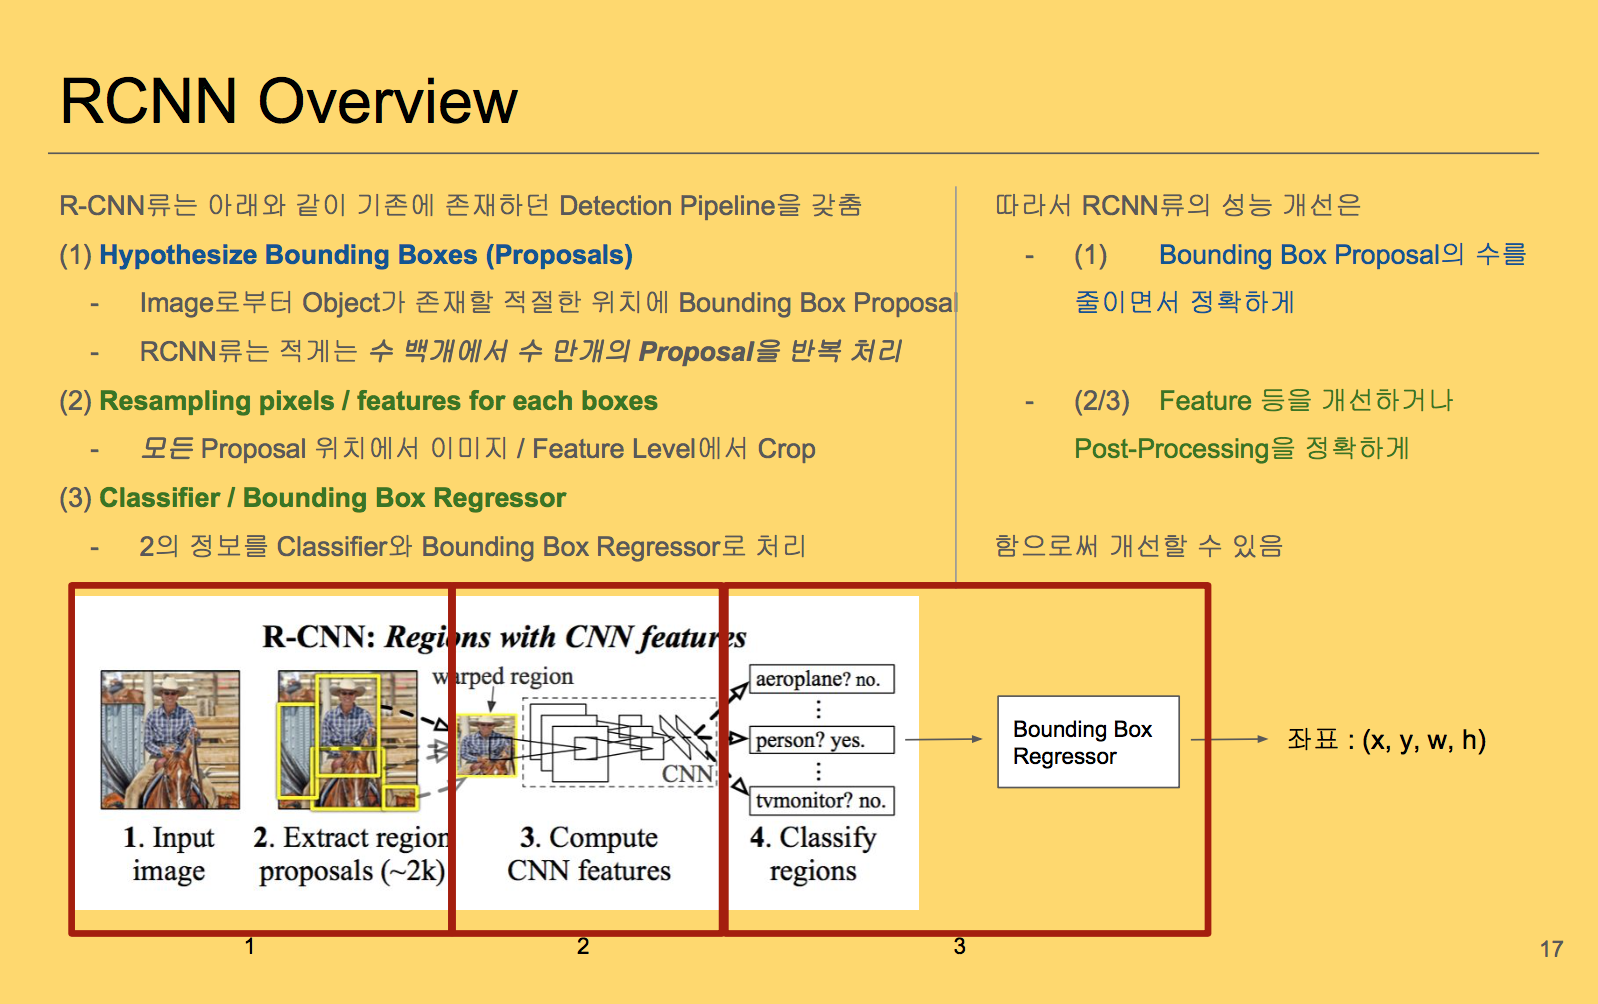 RCNN Overview
R-CNN류는 아래와 같이 기존에 존재하던 Detection Pipeline을 갖춤
(1) Hypothesize Bounding Boxes (Proposals)
- Image로부터 Object가 존재할 적절한 위치에 Bounding Box Proposal
- RCNN류는 적게는 수 백개에서 수 만개의 Proposal을 반복 처리
(2) Resampling pixels / features for each boxes
- 모든 Proposal 위치에서 이미지 / Feature Level에서 Crop
(3) Classifier / Bounding Box Regressor
- 2의 정보를 Classifier와 Bounding Box Regressor로 처리
따라서 RCNN류의 성능 개선은
- (1) Bounding Box Proposal의 수를
줄이면서 정확하게
- (2/3) Feature 등을 개선하거나
Post-Processing을 정확하게
함으로써 개선할 수 있음
R-CNN: Regions with CNN features
warped region
aeroplane? no.
person? yes.
tvmonitor? no.
CNN
1. Input
image
2. Extract region
proposals (~2k)
3. Compute
CNN features
4. Classify
regions
Bounding Box
Regressor
좌표 : (x, y, w, h)
1
2
3
17